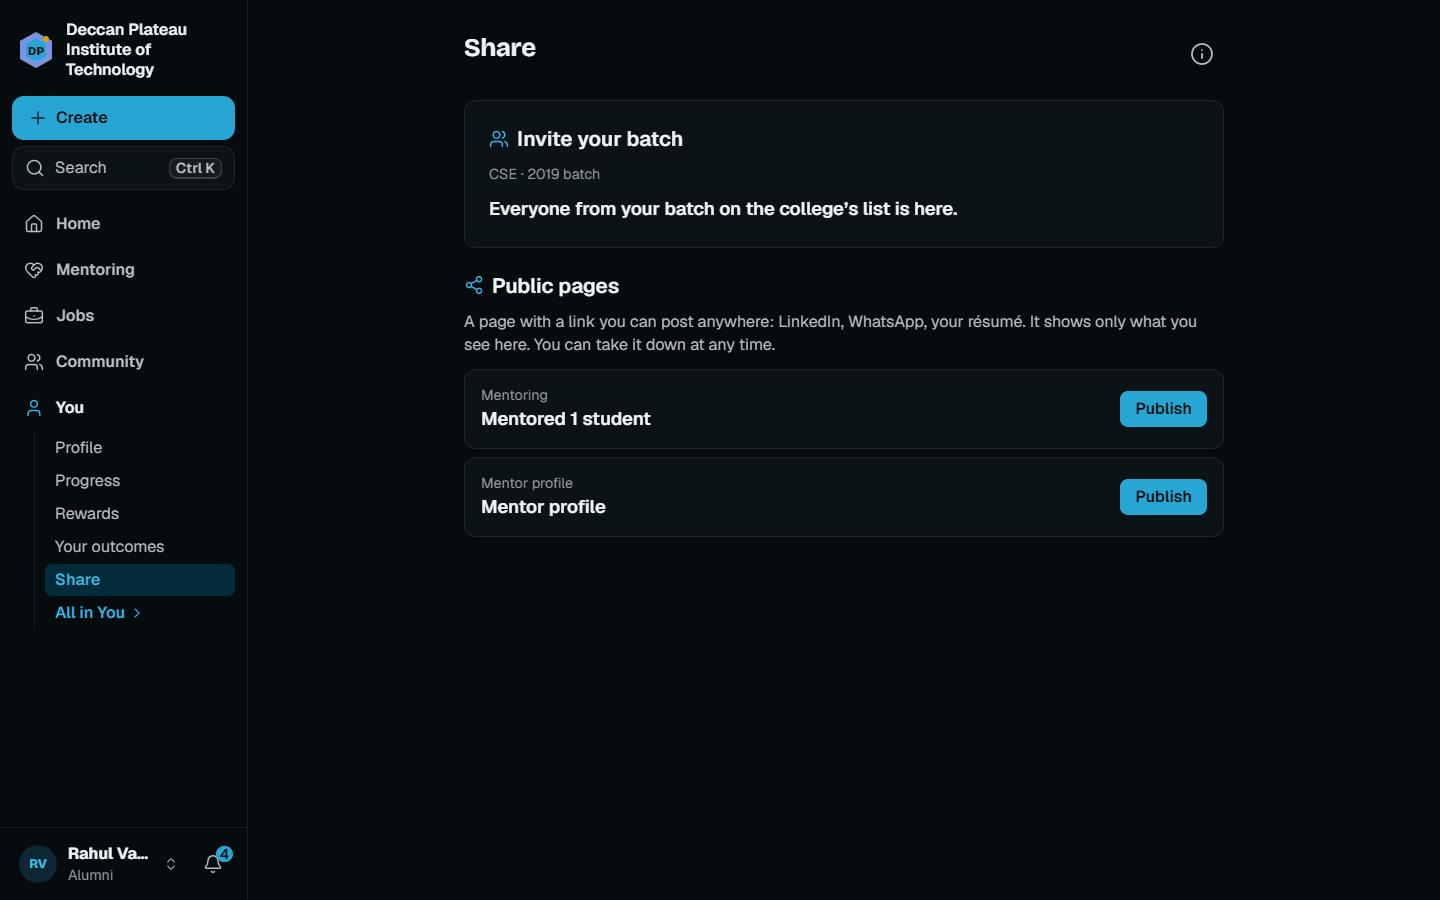 DP
Deccan Plateau
Institute of
Technology
Create
Search
Ctrl K
Home
Mentoring
Jobs
Community
You
Profile
Progress
Rewards
Your outcomes
Share
All in You
RV
Rahul Va...
Alumni
4
Share
Invite your batch
CSE · 2019 batch
Everyone from your batch on the college’s list is here.
Public pages
A page with a link you can post anywhere: LinkedIn, WhatsApp, your résumé. It shows only what you
see here. You can take it down at any time.
Mentoring
Mentored 1 student
Publish
Mentor profile
Mentor profile
Publish